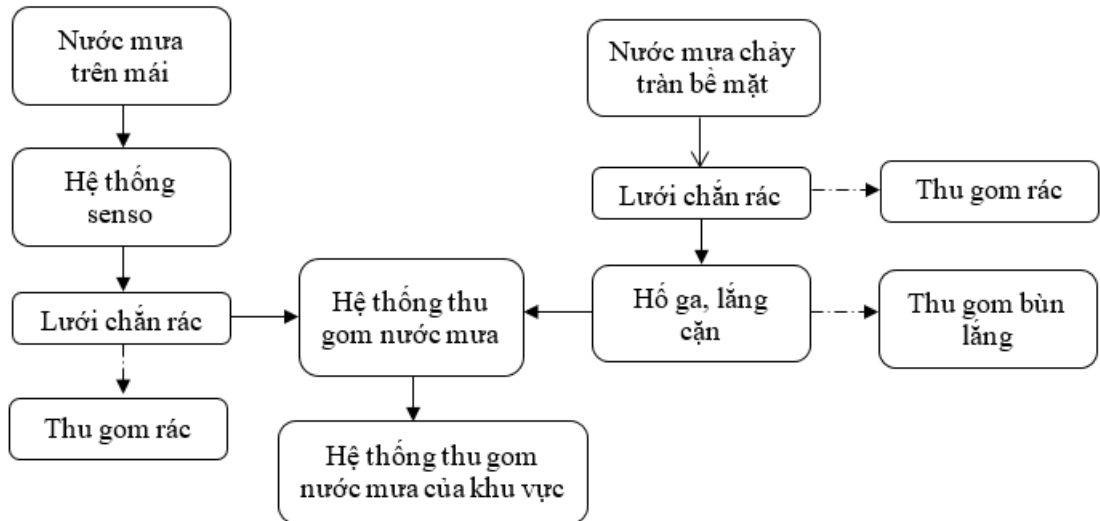 Nước mưa
trên mái
Hệ thống
senso
Lưới chắn rác
Thu gom rác
Hệ thống thu
gom nước mưa
Hệ thống thu gom
nước mưa của khu vực
Nước mưa chảy
tràn bề mặt
Lưới chắn rác
Thu gom rác
Hố ga, lắng
cặn
Thu gom bùn
lắng